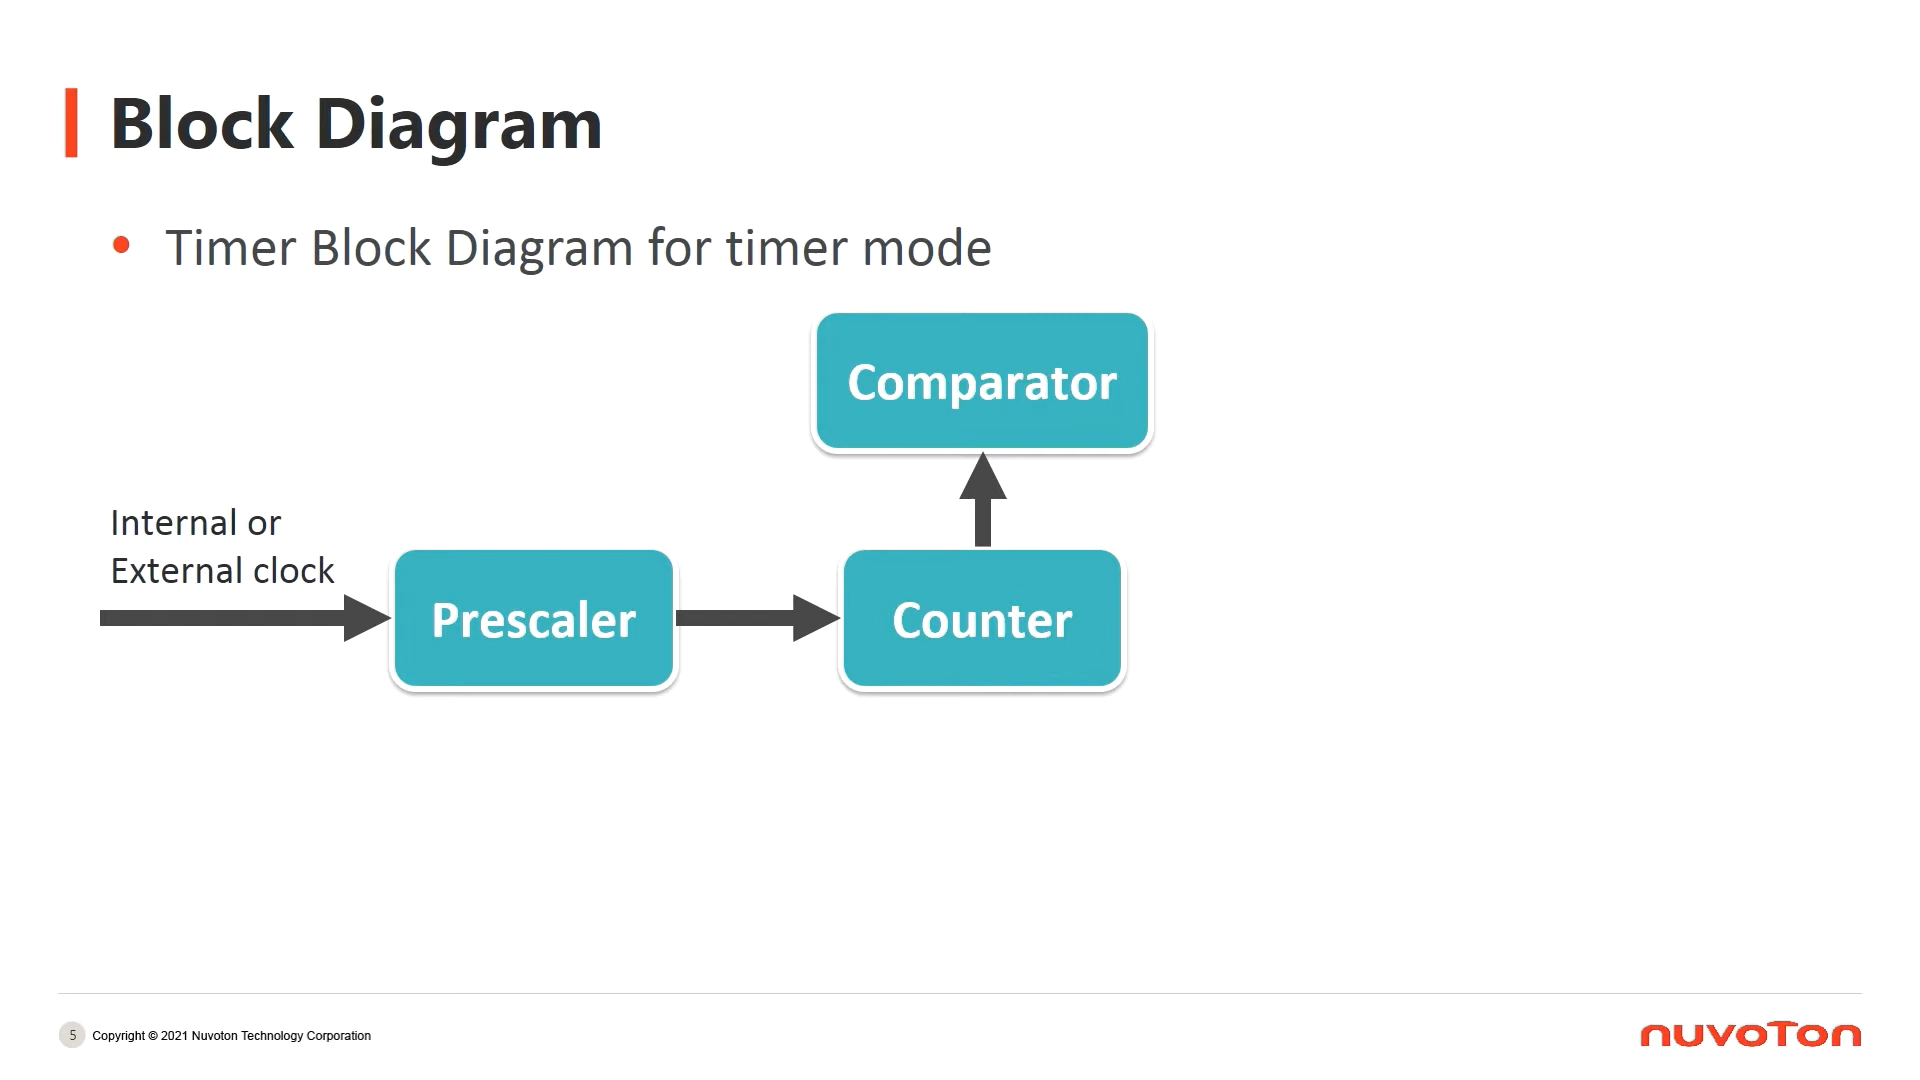 Block Diagram
• Timer Block Diagram for timer mode
Comparator
Internal or
External clock
Prescaler
Counter
5 Copyright © 2021 Nuvoton Technology Corporation
nuvoTon